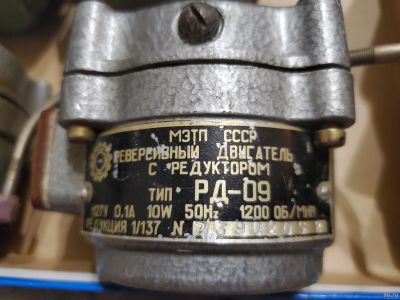 МЭТП СССР
РЕВЕРСИВНЫЙ ДВИГАТЕЛЬ
С РЕДУКТОРОМ
ТИП РД-09
127V 0,1A 10W 50Hz 1200 ОБ/МИН
РЕДУКЦИЯ 1/137 N